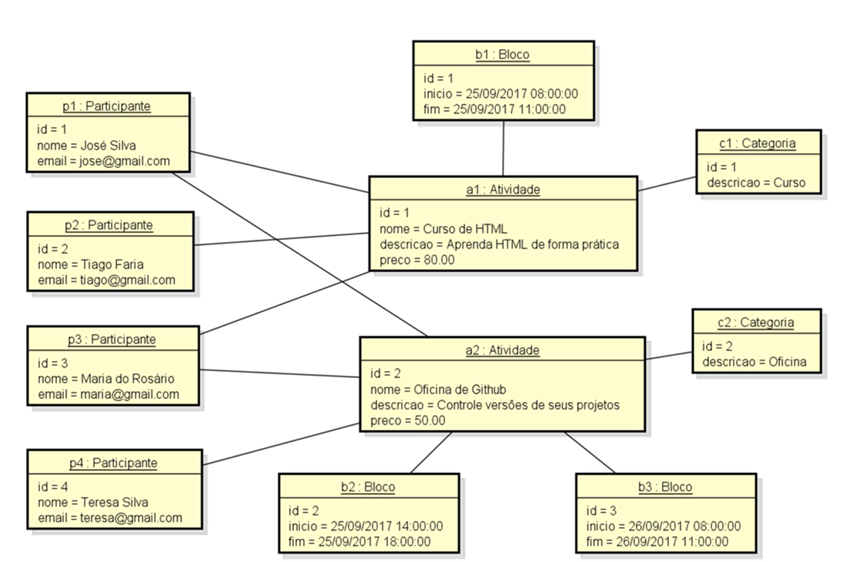 b1 : Bloco
id = 1
inicio = 25/09/2017 08:00:00
fim = 25/09/2017 11:00:00
p1 : Participante
id = 1
nome = José Silva
email = jose@gmail.com
c1 : Categoria
id = 1
descricao = Curso
a1 : Atividade
id = 1
nome = Curso de HTML
descricao = Aprenda HTML de forma prática
preco = 80.00
p2 : Participante
id = 2
nome = Tiago Faria
email = tiago@gmail.com
p3 : Participante
id = 3
nome = Maria do Rosário
email = maria@gmail.com
c2 : Categoria
id = 2
descricao = Oficina
a2 : Atividade
id = 2
nome = Oficina de Github
descricao = Controle versões de seus projetos
preco = 50.00
p4 : Participante
id = 4
nome = Teresa Silva
email = teresa@gmail.com
b2 : Bloco
id = 2
inicio = 25/09/2017 14:00:00
fim = 25/09/2017 18:00:00
b3 : Bloco
id = 3
inicio = 26/09/2017 08:00:00
fim = 26/09/2017 11:00:00